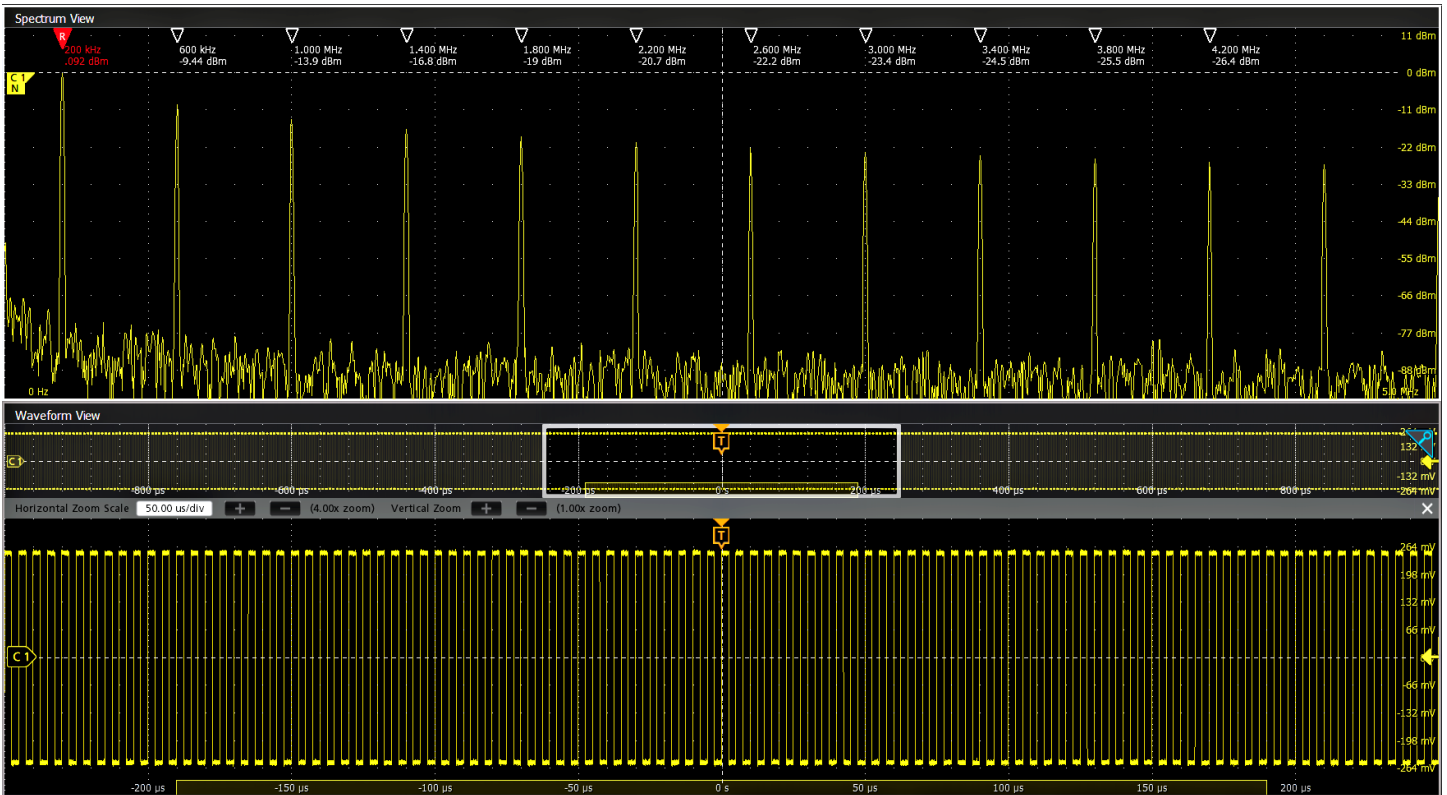 Spectrum View
R
200 kHz 600 kHz 1.000 MHz 1.400 MHz 1.800 MHz 2.200 MHz 2.600 MHz 3.000 MHz 3.400 MHz 3.800 MHz 4.200 MHz
.092 dBm -9.44 dBm -13.9 dBm -16.8 dBm -19 dBm -20.7 dBm -22.2 dBm -23.4 dBm -24.5 dBm -25.5 dBm -26.4 dBm
11 dBm
C 1
N
0 dBm
-11 dBm
-22 dBm
-33 dBm
-44 dBm
-55 dBm
-66 dBm
-77 dBm
-88 dBm
0 Hz 5.0 MHz
Waveform View
T
132
C 1
-132 mV
-264 mV
-800 µs -600 µs -400 µs -200 µs 0 s 200 µs 400 µs 600 µs 800 µs
Horizontal Zoom Scale 50.00 us/div + - (4.00x zoom) Vertical Zoom + - (1.00x zoom)
T
264 mV
198 mV
132 mV
66 mV
C 1
-66 mV
-132 mV
-198 mV
-264 mV
-200 µs -150 µs -100 µs -50 µs 0 s 50 µs 100 µs 150 µs 200 µs